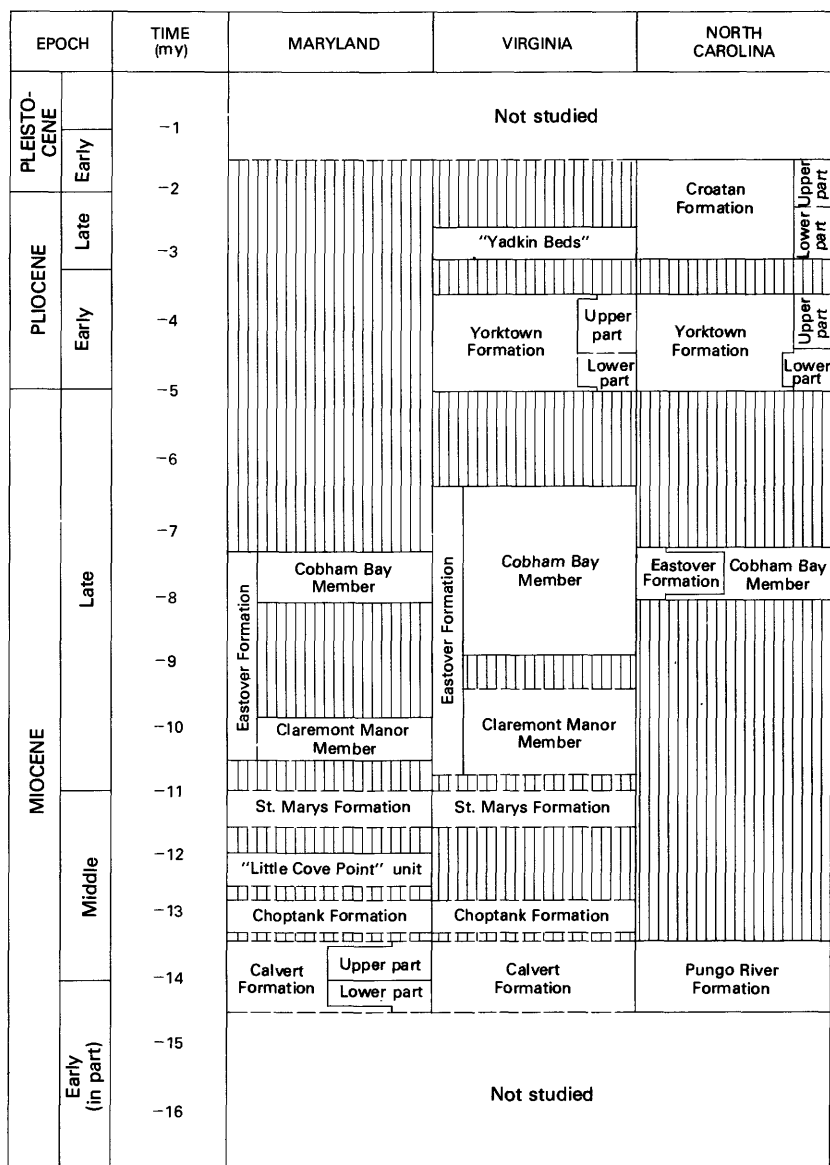 EPOCH
TIME
(my)
MARYLAND
VIRGINIA
NORTH
CAROLINA
PLEISTO-
CENE
Early
PLIOCENE
Late
Early
MIOCENE
Late
Middle
Early
(in part)
-1
-2
-3
-4
-5
-6
-7
-8
-9
-10
-11
-12
-13
-14
-15
-16
Not studied
Croatan
Formation
Upper
part
Lower
part
"Yadkin Beds"
Yorktown
Formation
Upper
part
Lower
part
Yorktown
Formation
Upper
part
Lower
part
Eastover Formation
Cobham Bay
Member
Claremont Manor
Member
Eastover Formation
Cobham Bay
Member
Claremont Manor
Member
Eastover
Formation
Cobham Bay
Member
St. Marys Formation
St. Marys Formation
"Little Cove Point" unit
Choptank Formation
Choptank Formation
Calvert
Formation
Upper part
Lower part
Calvert
Formation
Pungo River
Formation
Not studied